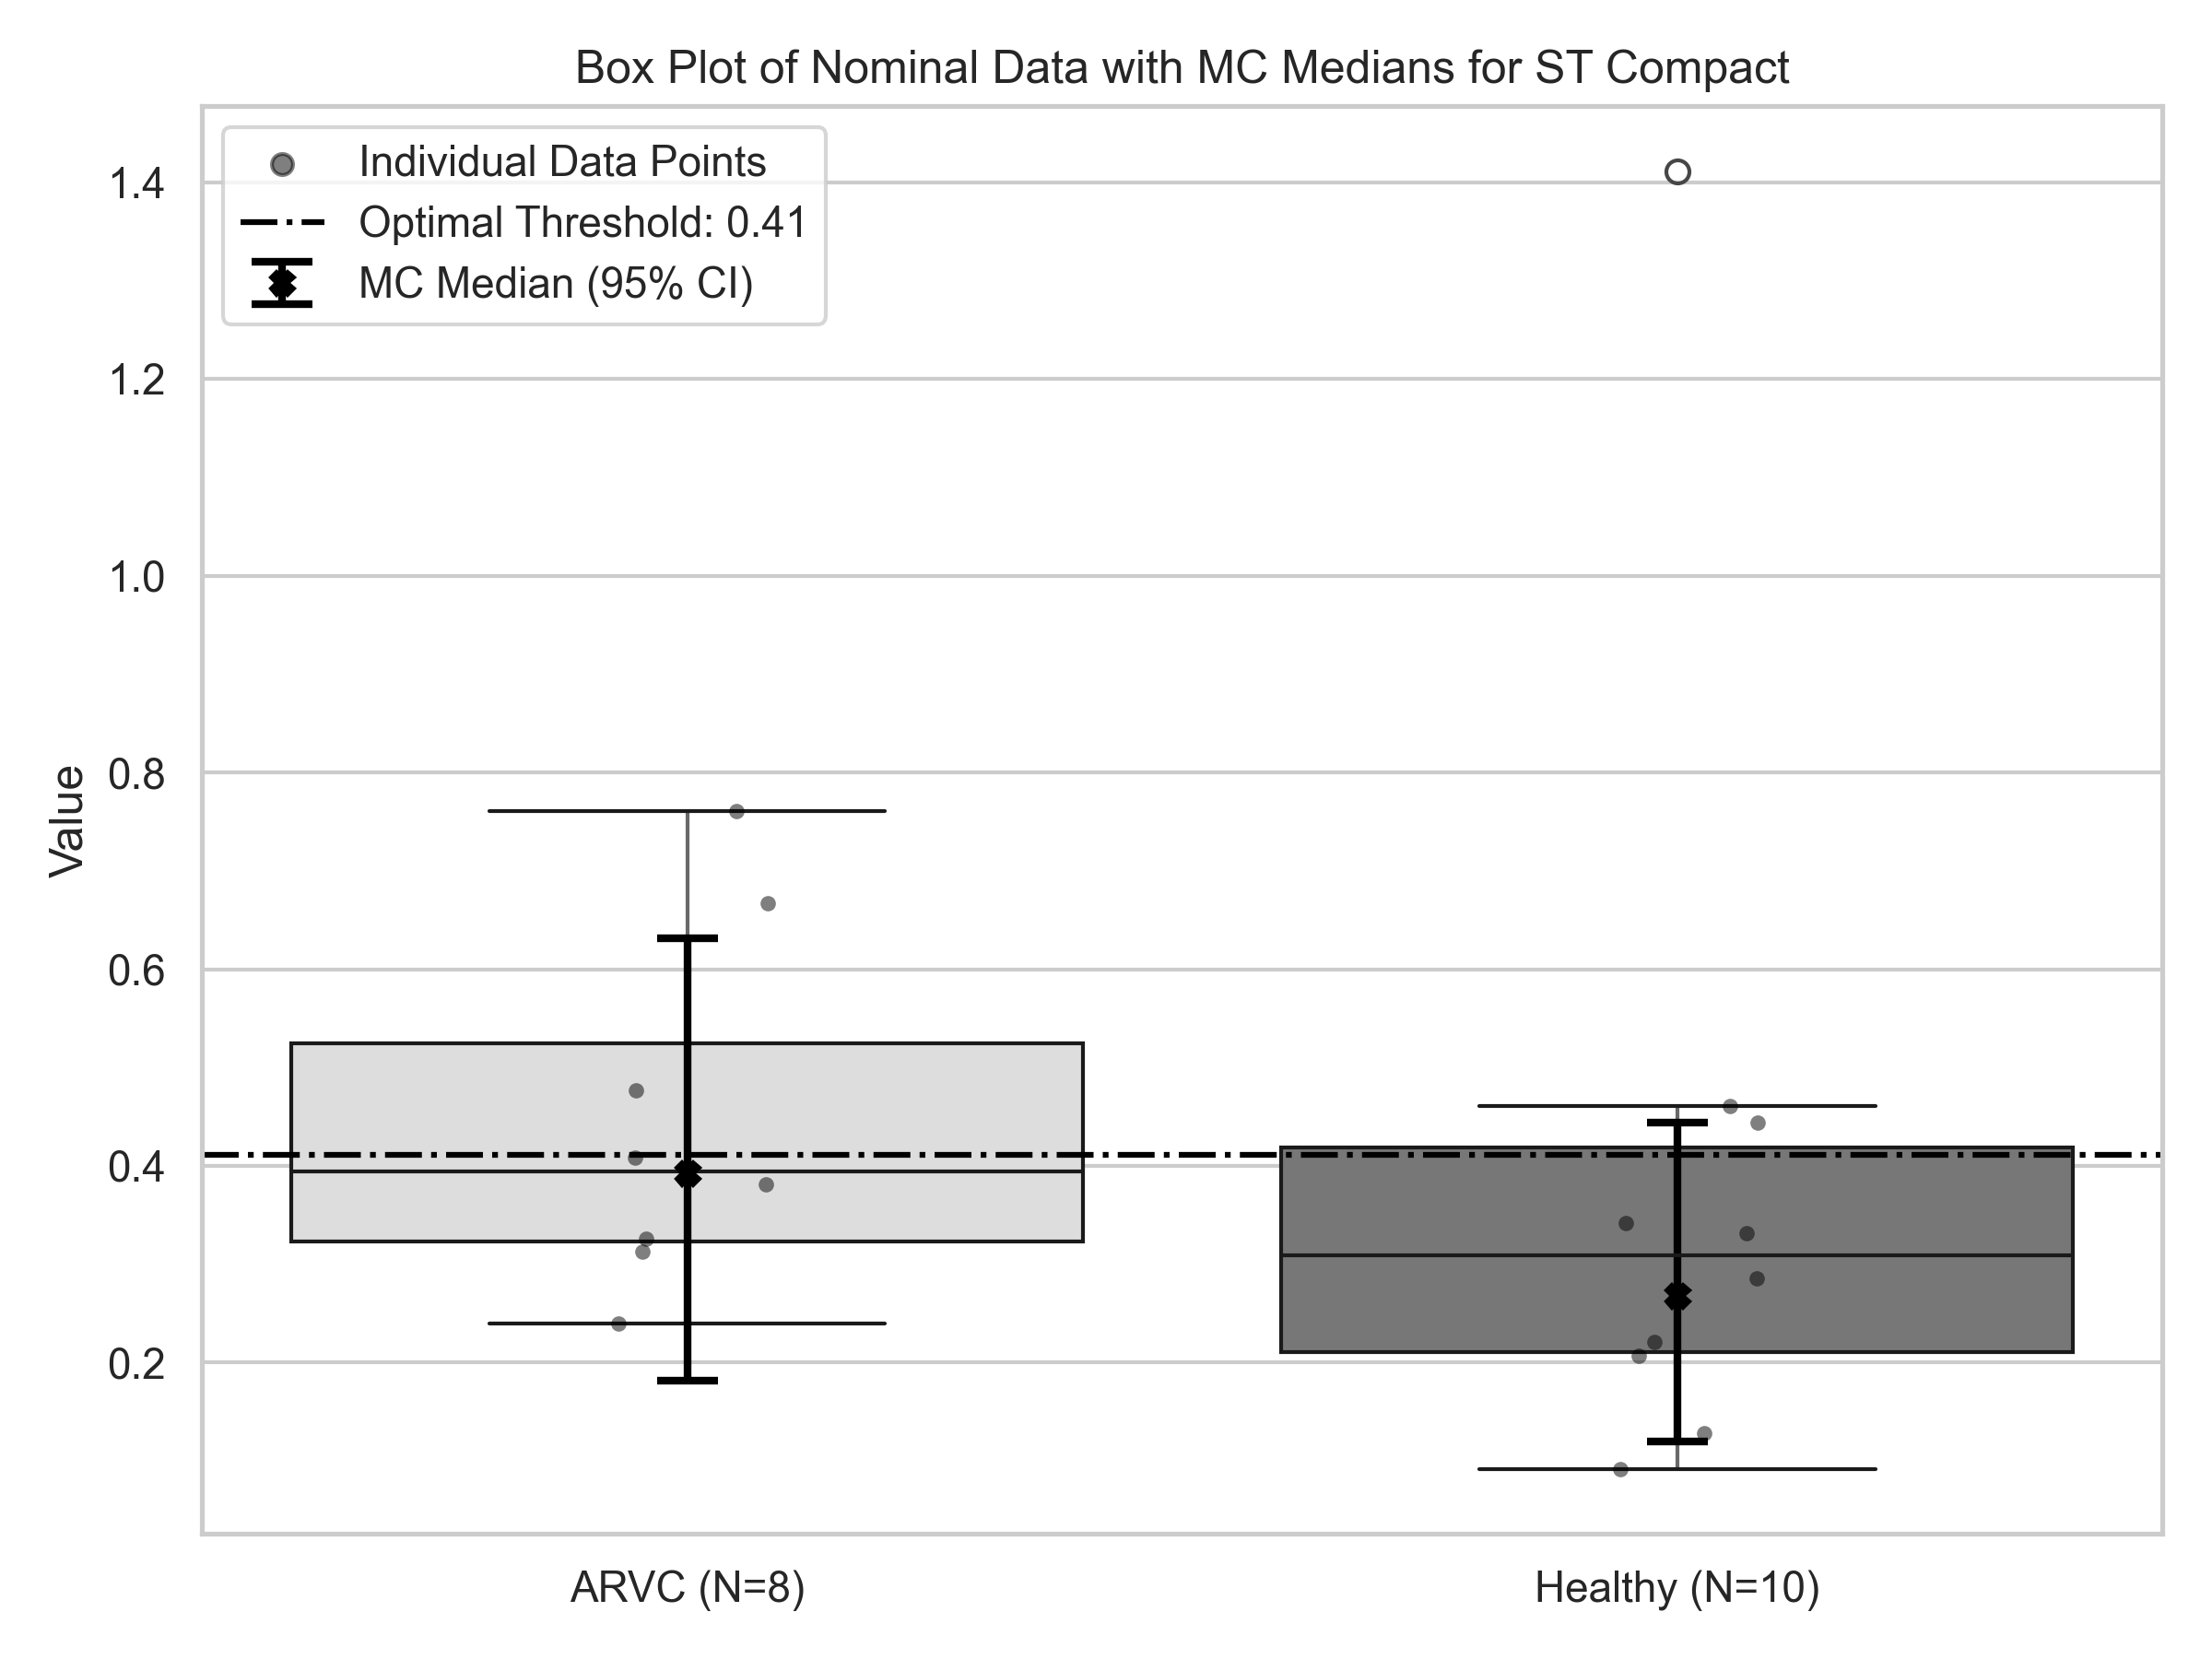 Box Plot of Nominal Data with MC Medians for ST Compact
Individual Data Points
Optimal Threshold: 0.41
MC Median (95% CI)
Value
1.4
1.2
1.0
0.8
0.6
0.4
0.2
ARVC (N=8)
Healthy (N=10)